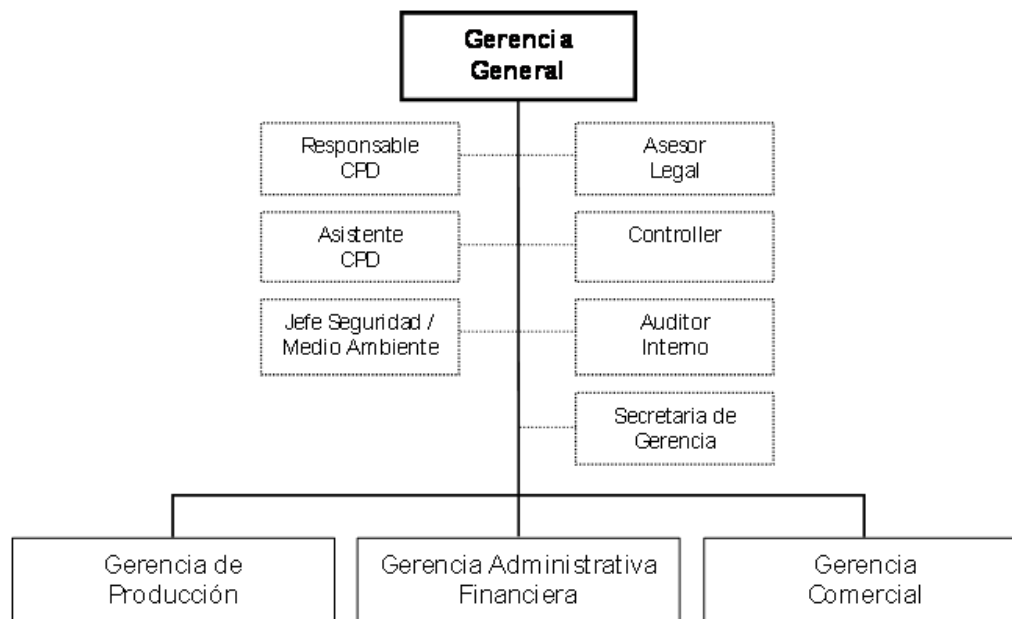 Gerencia
General
Responsable
CPD
Asesor
Legal
Asistente
CPD
Controller
Jefe Seguridad /
Medio Ambiente
Auditor
Interno
Secretaria de
Gerencia
Gerencia de
Producción
Gerencia Administrativa
Financiera
Gerencia
Comercial